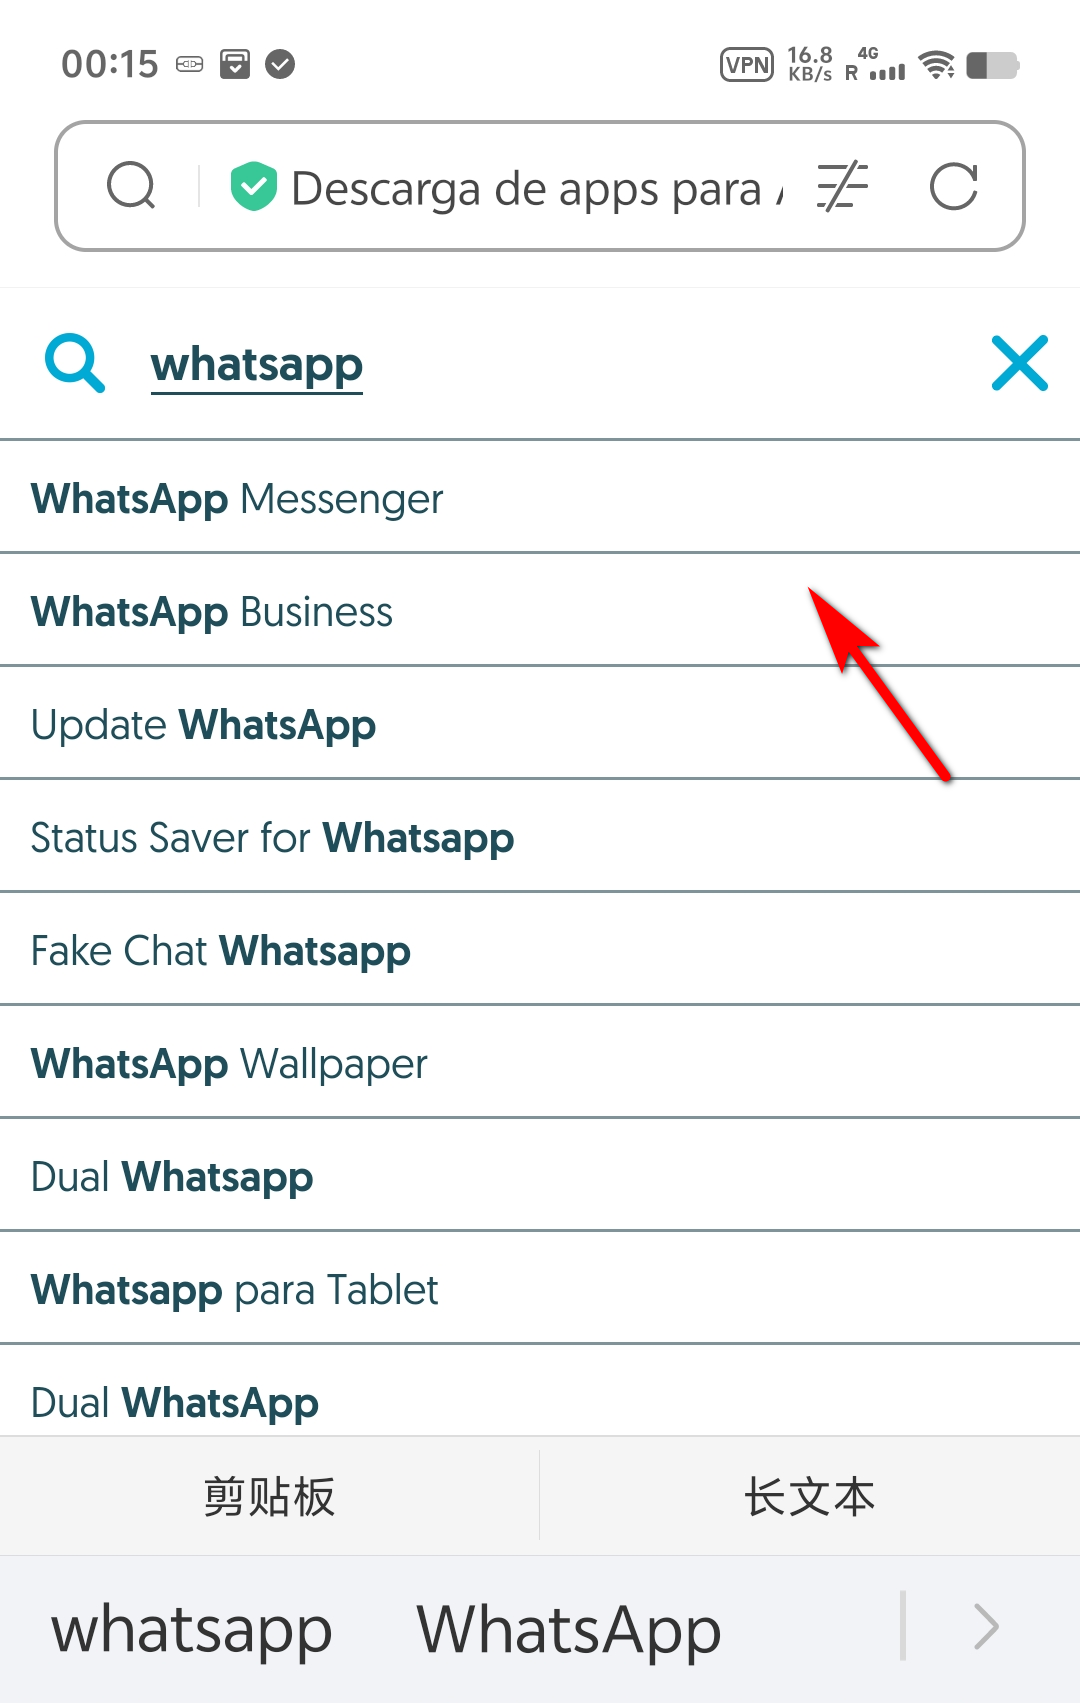 00:15 VPN 16.8 KB/s R 4G
Descarga de apps para
whatsapp
WhatsApp Messenger
WhatsApp Business
Update WhatsApp
Status Saver for Whatsapp
Fake Chat Whatsapp
WhatsApp Wallpaper
Dual Whatsapp
Whatsapp para Tablet
Dual WhatsApp
剪贴板 长文本
whatsapp WhatsApp